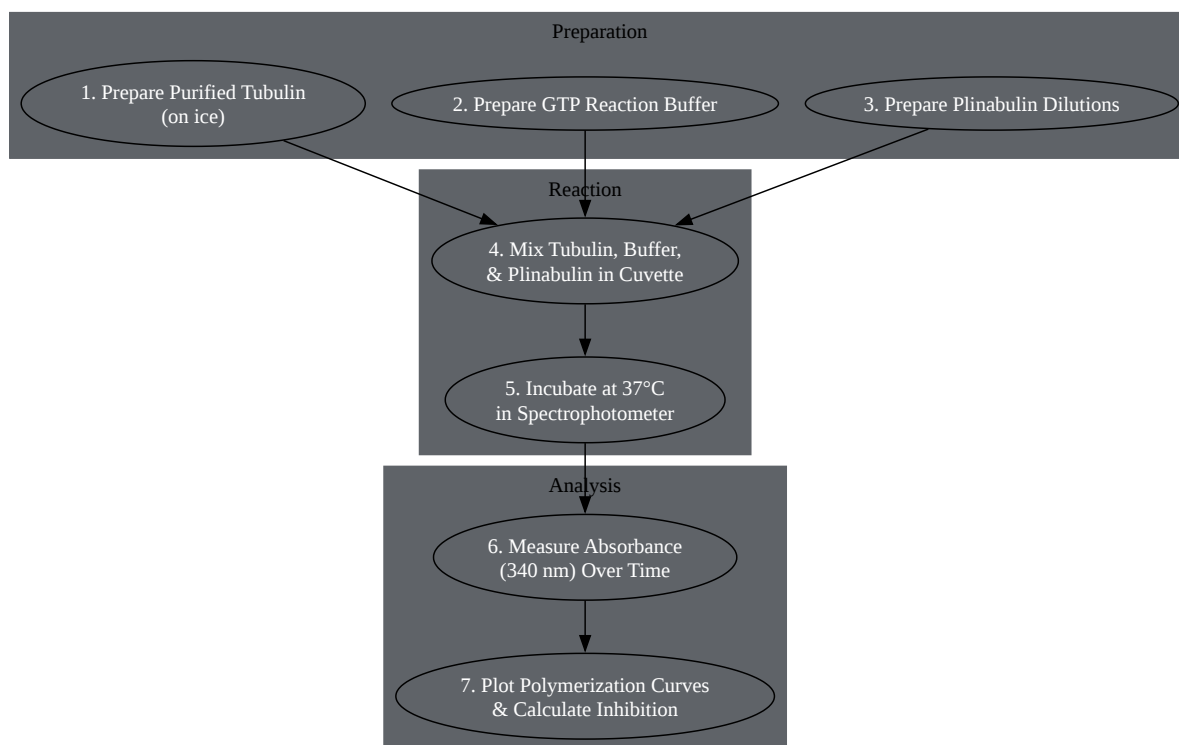 Preparation
1. Prepare Purified Tubulin
(on ice)
2. Prepare GTP Reaction Buffer
3. Prepare Plinabulin Dilutions
Reaction
4. Mix Tubulin, Buffer,
& Plinabulin in Cuvette
5. Incubate at 37°C
in Spectrophotometer
Analysis
6. Measure Absorbance
(340 nm) Over Time
7. Plot Polymerization Curves
& Calculate Inhibition